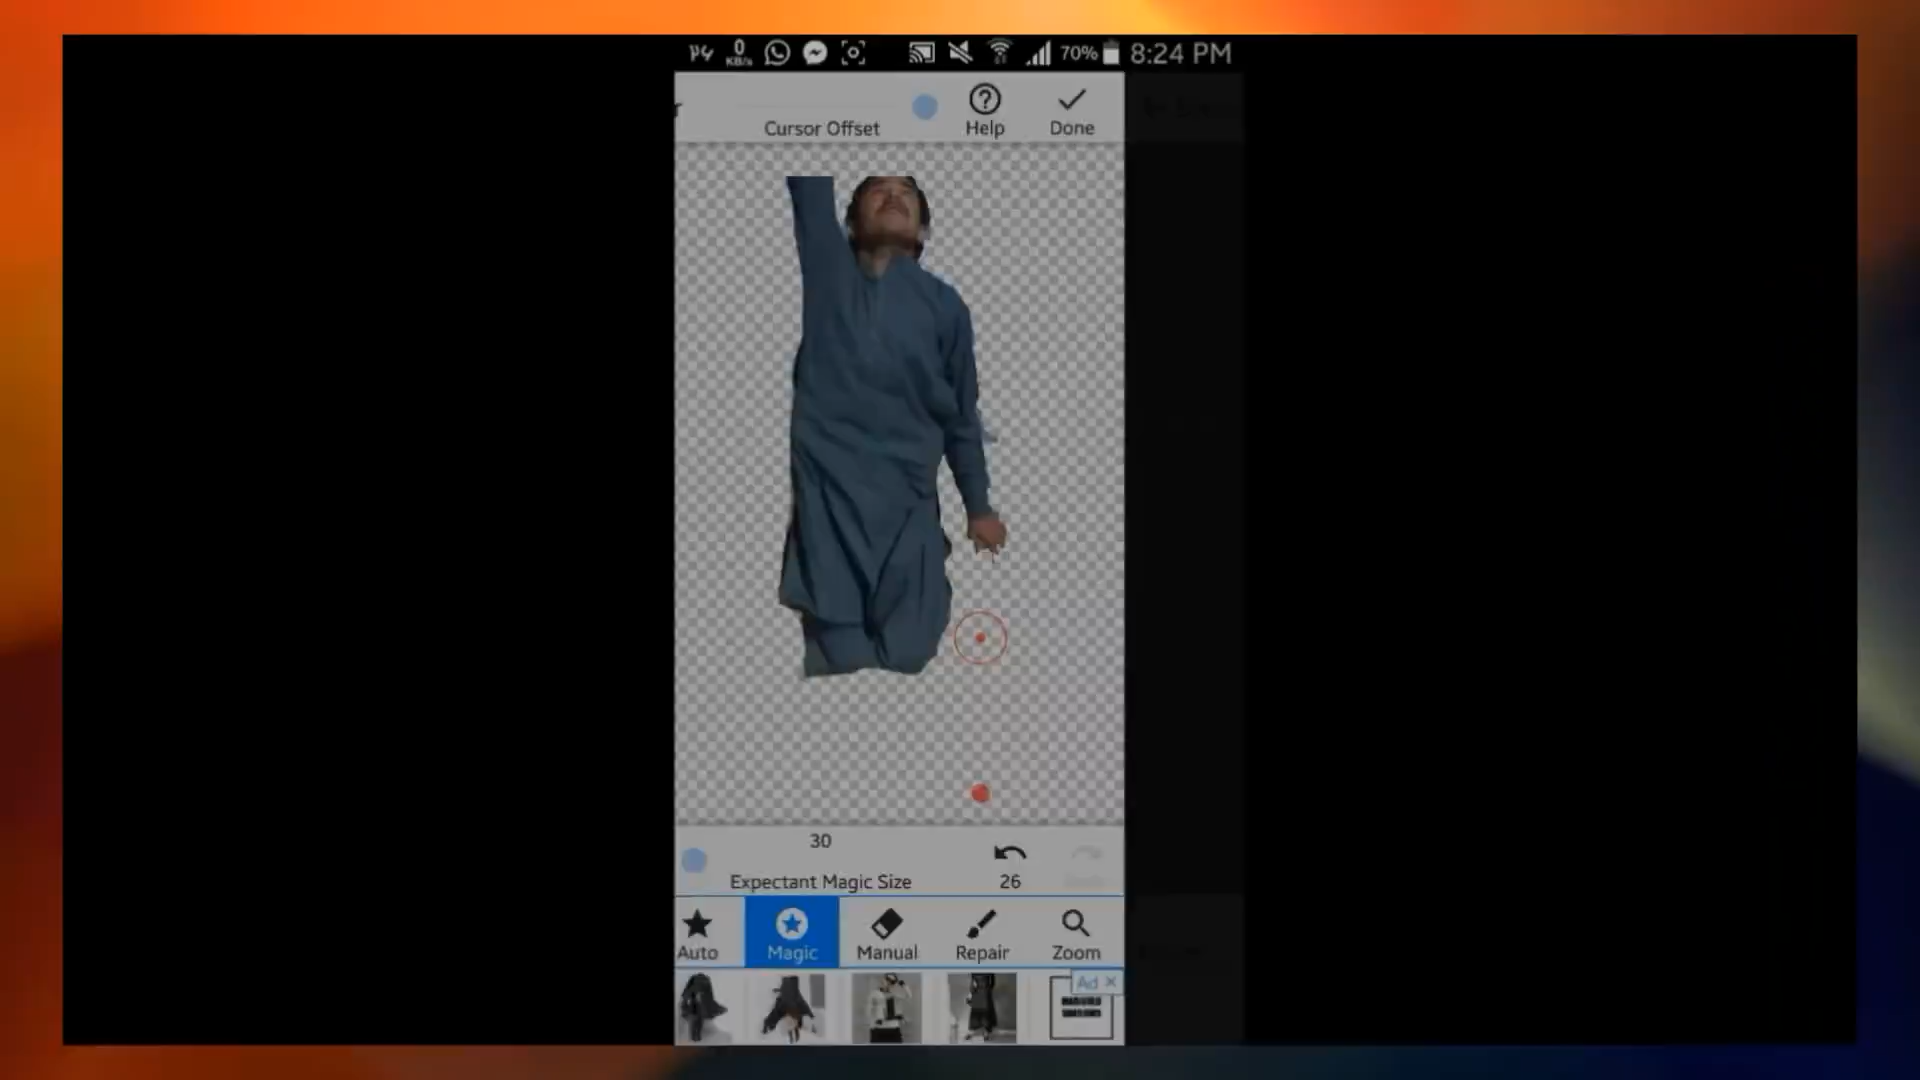 ۲۶ 0 KB/s 70% 8:24 PM
r Cursor Offset Help Done
30
Expectant Magic Size 26
Auto Magic Manual Repair Zoom
Ad ×